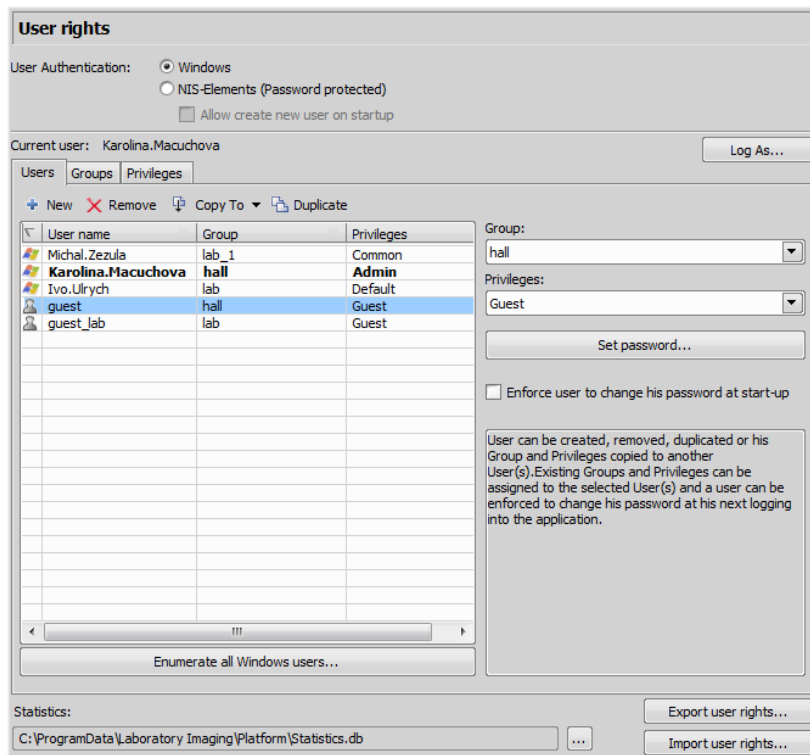 User rights
User Authentication: Windows
NIS-Elements (Password protected)
Allow create new user on startup
Current user: Karolina.Macuchova
Log As...
Users Groups Privileges
New Remove Copy To Duplicate
User name Group Privileges
Michal.Zezula lab_1 Common
Karolina.Macuchova hall Admin
Ivo.Ulrych lab Default
guest hall Guest
guest_lab lab Guest
Enumerate all Windows users...
Group:
hall
Privileges:
Guest
Set password...
Enforce user to change his password at start-up
User can be created, removed, duplicated or his
Group and Privileges copied to another
User(s).Existing Groups and Privileges can be
assigned to the selected User(s) and a user can be
enforced to change his password at his next logging
into the application.
Statistics:
C:\ProgramData\Laboratory Imaging\Platform\Statistics.db
...
Export user rights...
Import user rights...